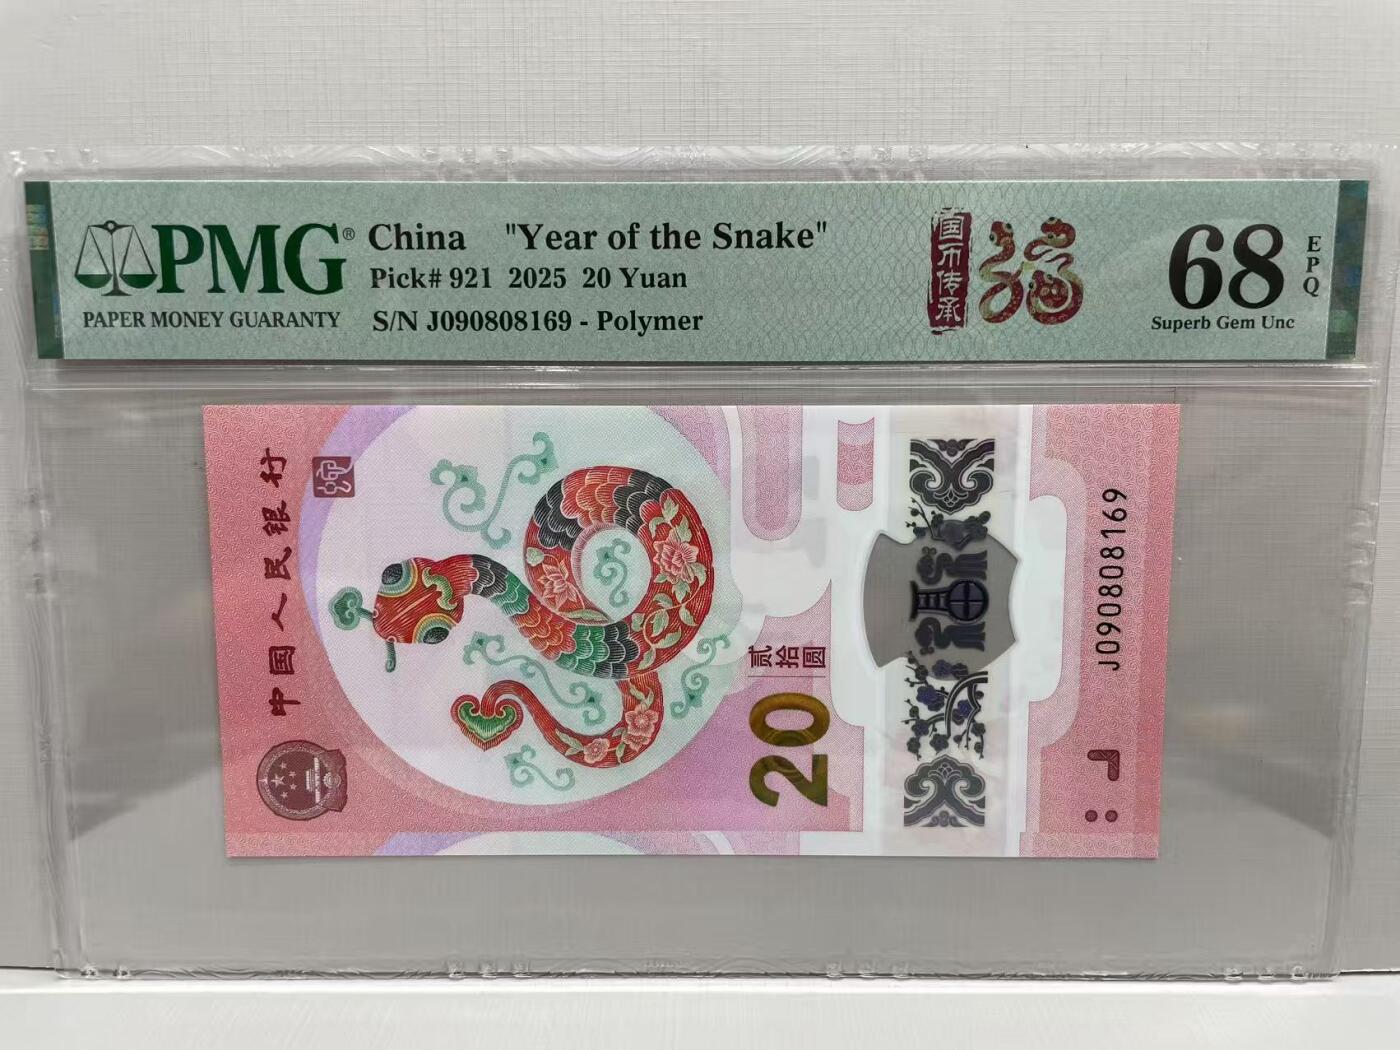 PMG®
PAPER MONEY GUARANTY
China "Year of the Snake"
Pick# 921 2025 20 Yuan
S/N J090808169 - Polymer
国币传承
68
EPQ
Superb Gem Unc
中国人民银行
贰拾圆
20
J090808169